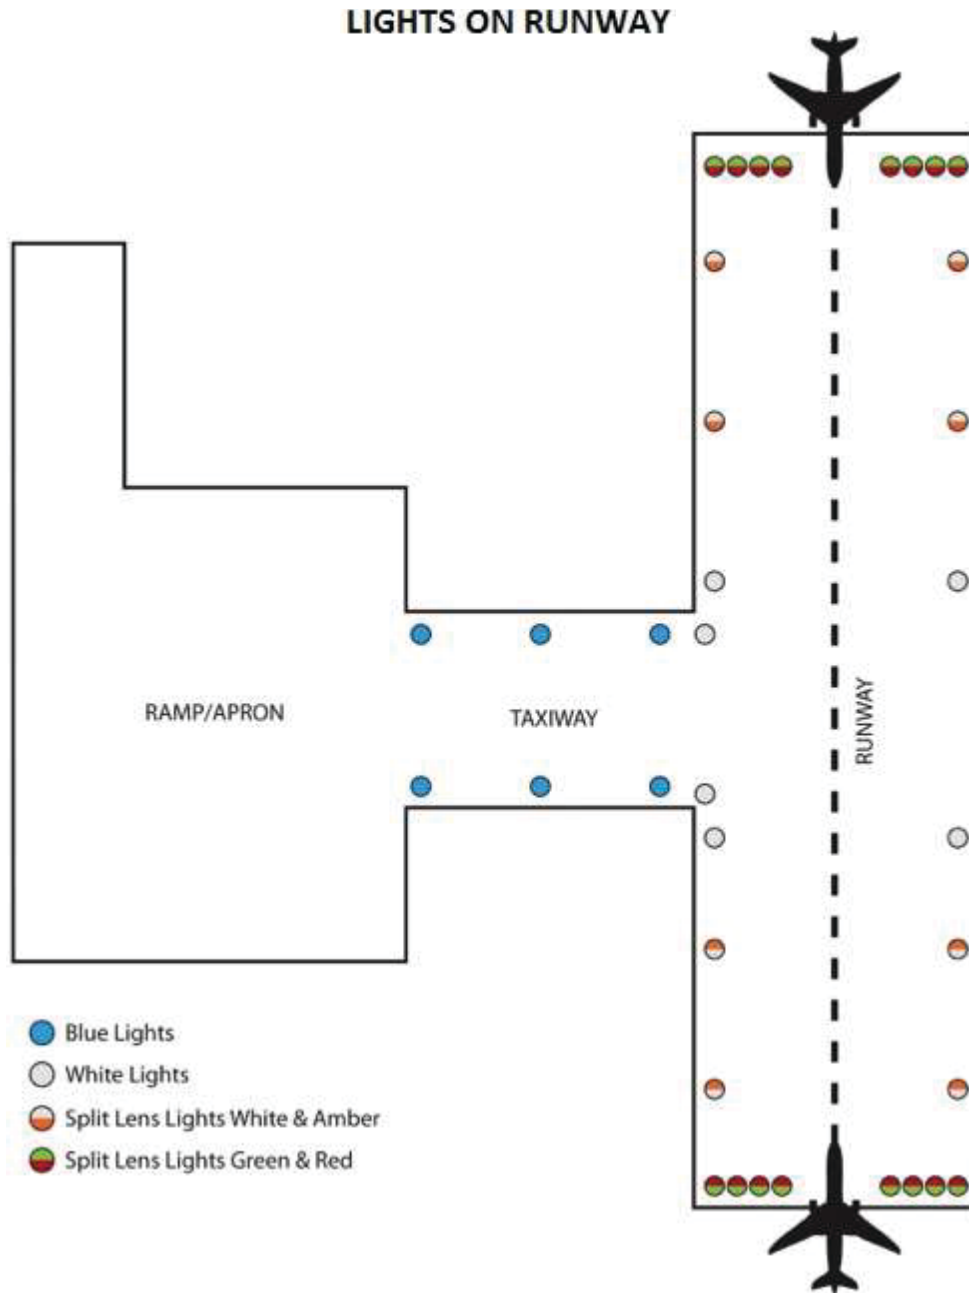 LIGHTS ON RUNWAY
RAMP/APRON
TAXIWAY
RUNWAY
Blue Lights
White Lights
Split Lens Lights White & Amber
Split Lens Lights Green & Red